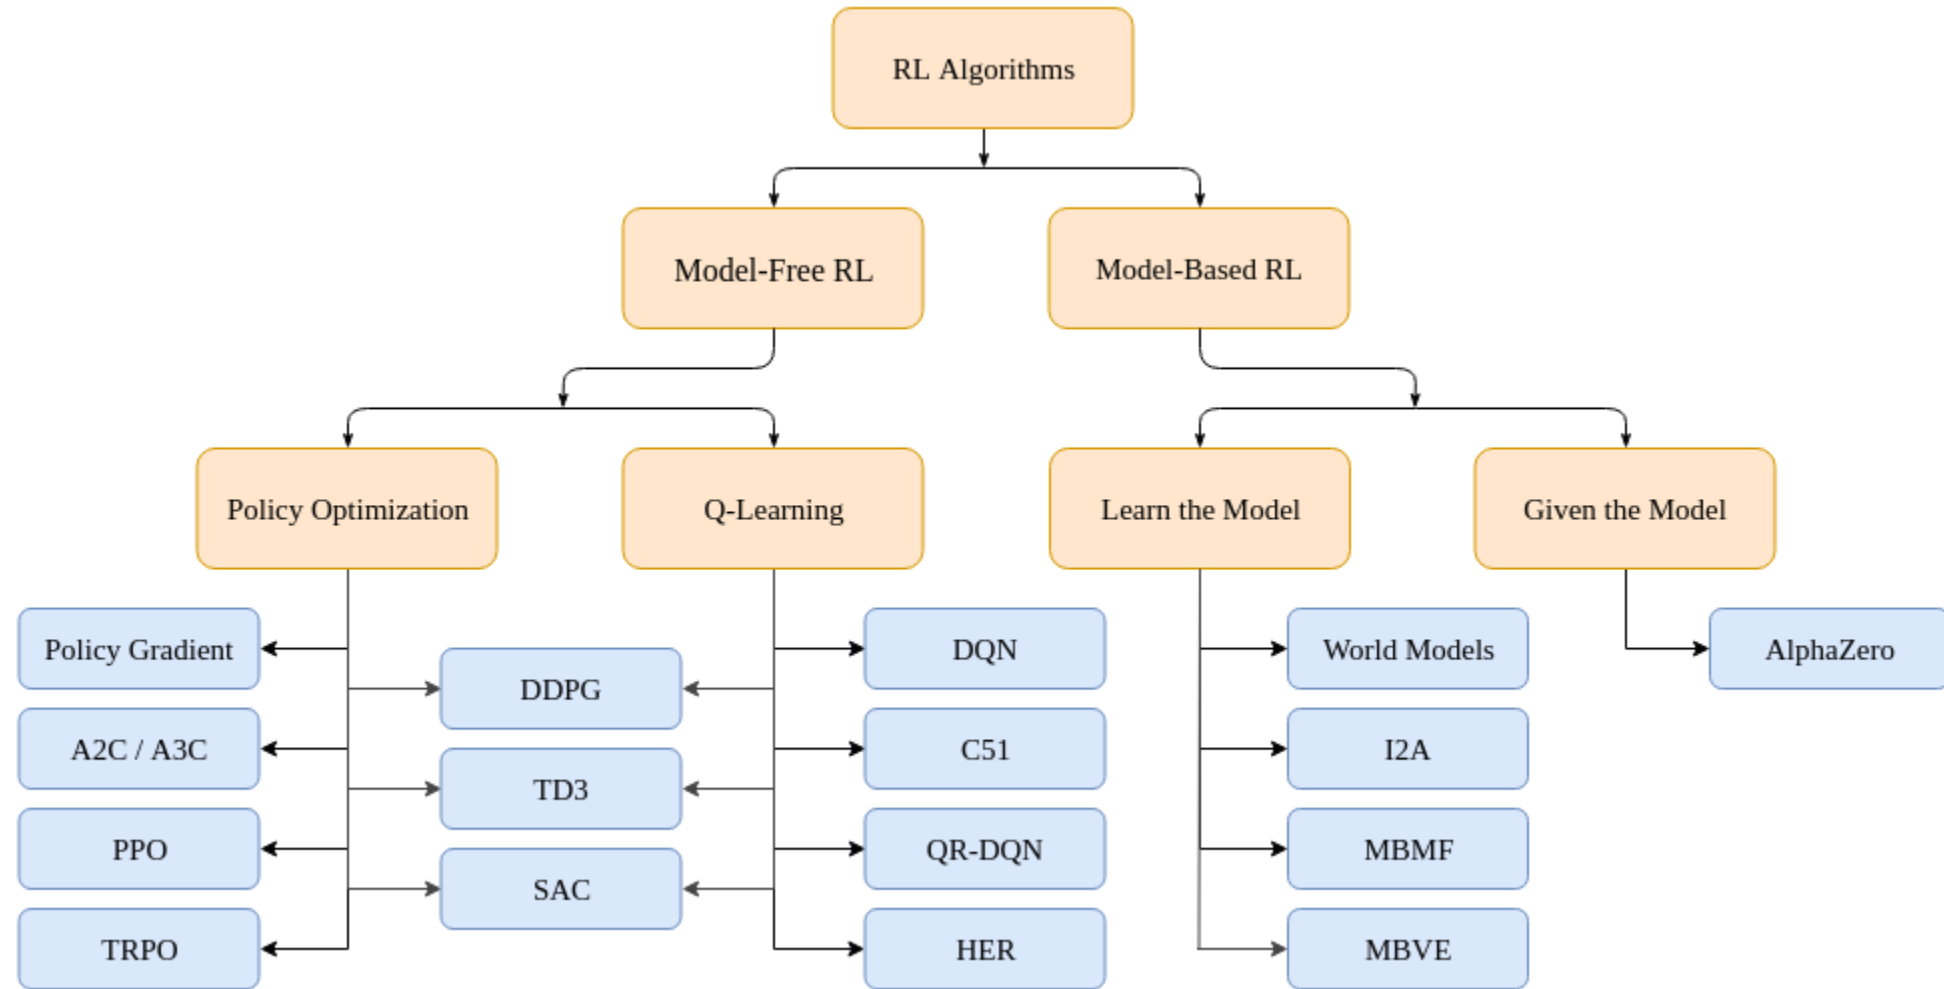 RL Algorithms
Model-Free RL
Model-Based RL
Policy Optimization
Q-Learning
Learn the Model
Given the Model
Policy Gradient
DQN
World Models
AlphaZero
DDPG
A2C / A3C
C51
I2A
TD3
PPO
QR-DQN
MBMF
SAC
TRPO
HER
MBVE